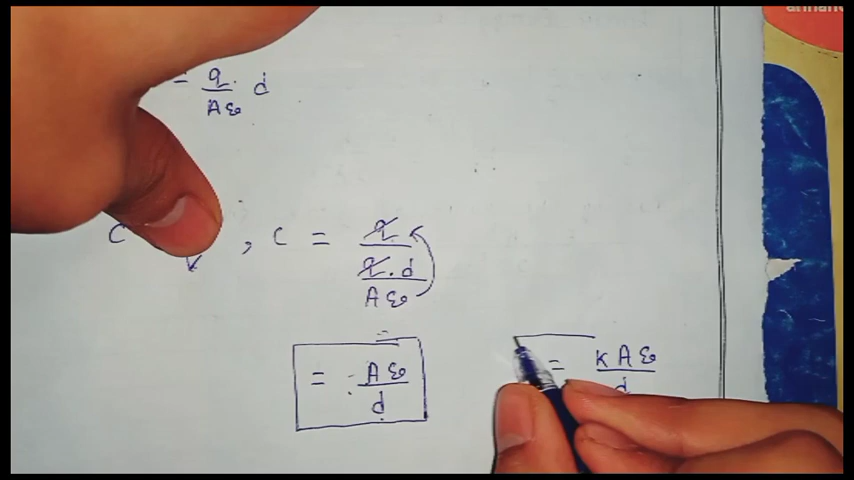 = q/Aε₀ · d
C , C = q/(q·d/Aε₀)
= Aε₀/d
= KAε₀/d